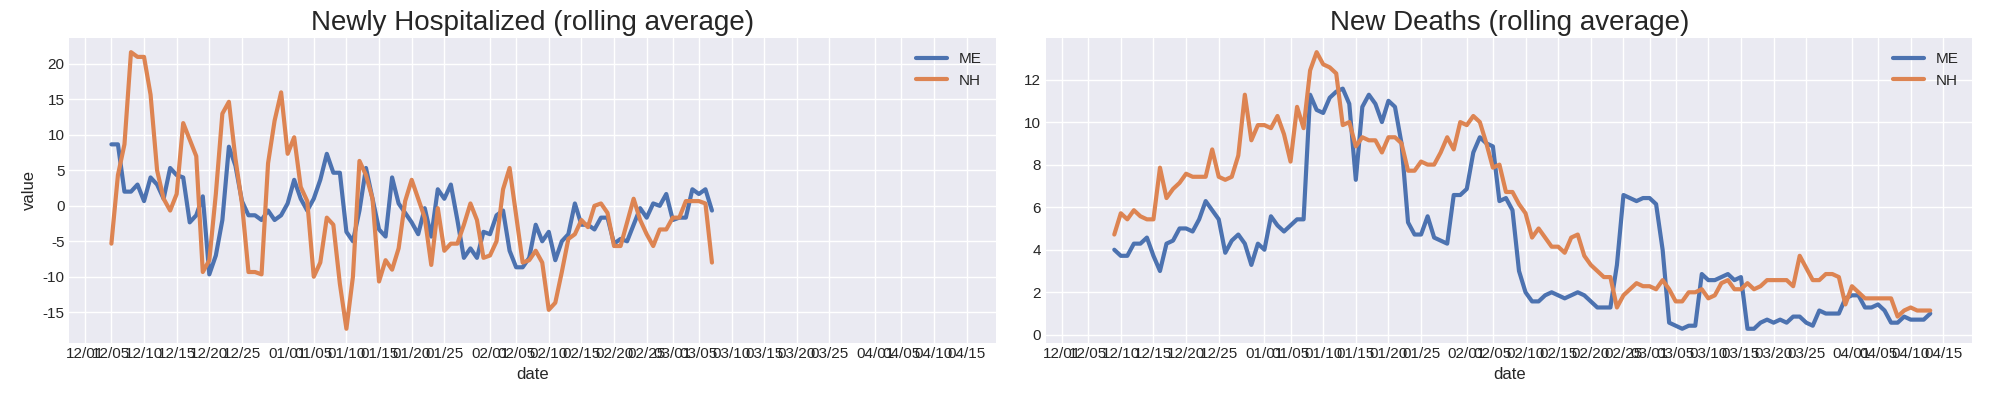 Newly Hospitalized (rolling average)
ME
NH
20
15
10
5
0
-5
-10
-15
value
12/01 12/05 12/10 12/15 12/20 12/25 01/01 01/05 01/10 01/15 01/20 01/25 02/01 02/05 02/10 02/15 02/20 02/25 03/01 03/05 03/10 03/15 03/20 03/25 04/01 04/05 04/10 04/15
date
New Deaths (rolling average)
ME
NH
12
10
8
6
4
2
0
12/01 12/05 12/10 12/15 12/20 12/25 01/01 01/05 01/10 01/15 01/20 01/25 02/01 02/05 02/10 02/15 02/20 02/25 03/01 03/05 03/10 03/15 03/20 03/25 04/01 04/05 04/10 04/15
date